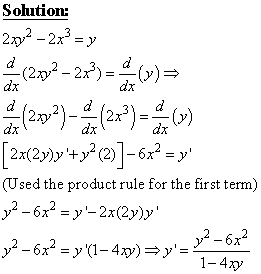 Solution:
2xy² − 2x³ = y
d/dx (2xy² − 2x³) = d/dx (y) ⇒
d/dx (2xy²) − d/dx (2x³) = d/dx (y)
[2x(2y)y' + y²(2)] − 6x² = y'
(Used the product rule for the first term)
y² − 6x² = y' − 2x(2y)y'
y² − 6x² = y'(1 − 4xy) ⇒ y' = (y² − 6x²)/(1 − 4xy)